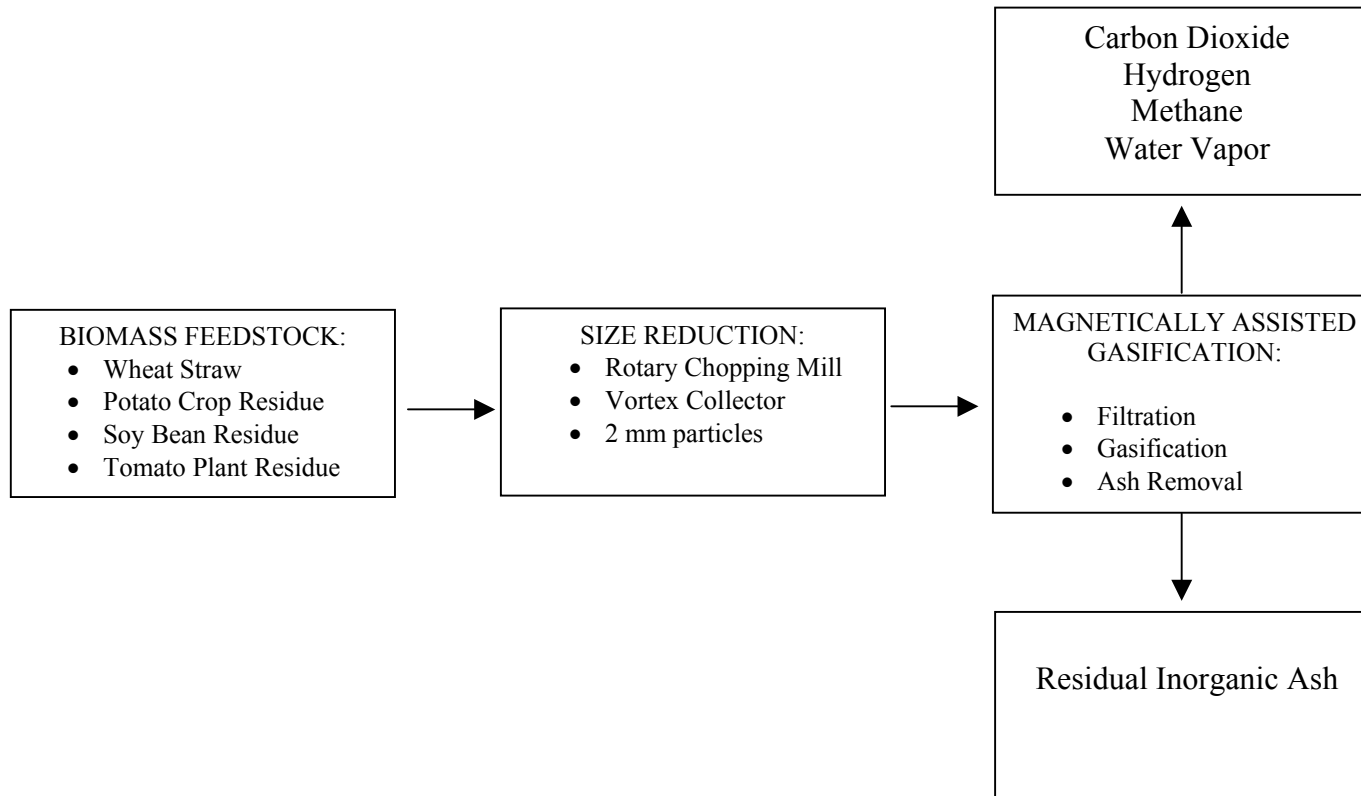 Carbon Dioxide
Hydrogen
Methane
Water Vapor
BIOMASS FEEDSTOCK:
• Wheat Straw
• Potato Crop Residue
• Soy Bean Residue
• Tomato Plant Residue
SIZE REDUCTION:
• Rotary Chopping Mill
• Vortex Collector
• 2 mm particles
MAGNETICALLY ASSISTED
GASIFICATION:
• Filtration
• Gasification
• Ash Removal
Residual Inorganic Ash